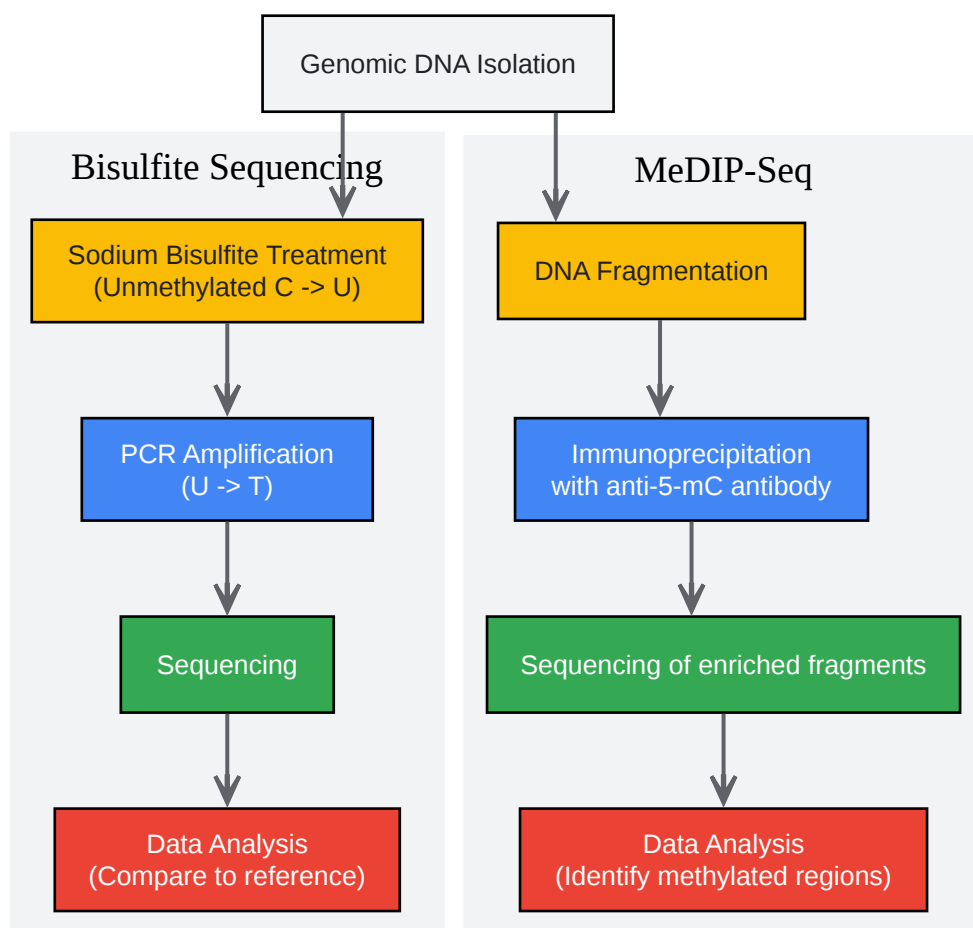 Genomic DNA Isolation
Bisulfite Sequencing
Sodium Bisulfite Treatment
(Unmethylated C -> U)
PCR Amplification
(U -> T)
Sequencing
Data Analysis
(Compare to reference)
MeDIP-Seq
DNA Fragmentation
Immunoprecipitation
with anti-5-mC antibody
Sequencing of enriched fragments
Data Analysis
(Identify methylated regions)